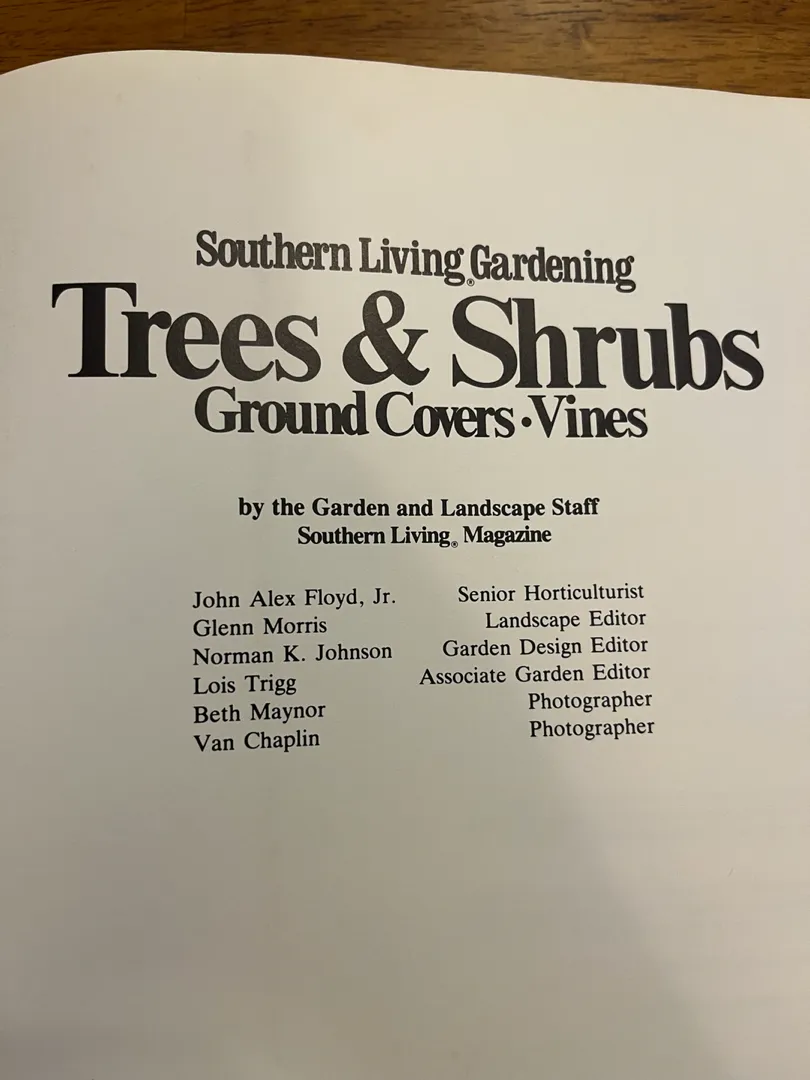 Southern Living® Gardening
Trees & Shrubs
Ground Covers • Vines
by the Garden and Landscape Staff
Southern Living® Magazine
John Alex Floyd, Jr. Senior Horticulturist
Glenn Morris Landscape Editor
Norman K. Johnson Garden Design Editor
Lois Trigg Associate Garden Editor
Beth Maynor Photographer
Van Chaplin Photographer